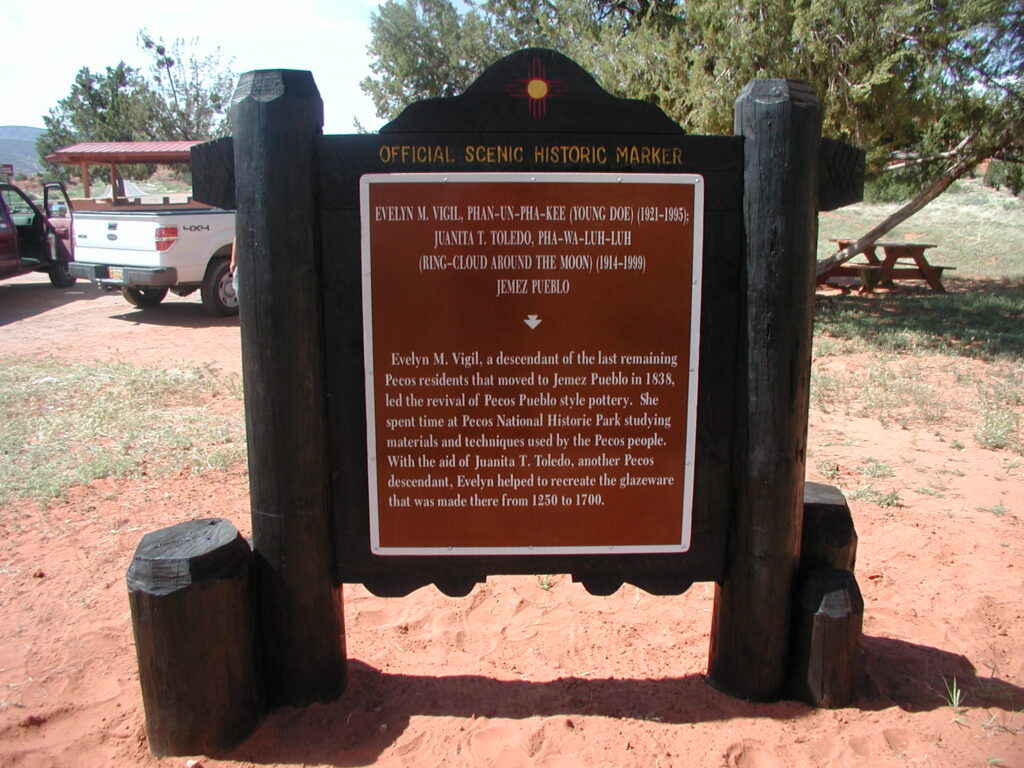 OFFICIAL SCENIC HISTORIC MARKER
EVELYN M. VIGIL, PHAN-UN-PHA-KEE (YOUNG DOE) (1921-1995);
JUANITA T. TOLEDO, PHA-WA-LUH-LUH
(RING-CLOUD AROUND THE MOON) (1914-1999)
JEMEZ PUEBLO
Evelyn M. Vigil, a descendant of the last remaining
Pecos residents that moved to Jemez Pueblo in 1838,
led the revival of Pecos Pueblo style pottery. She
spent time at Pecos National Historic Park studying
materials and techniques used by the Pecos people.
With the aid of Juanita T. Toledo, another Pecos
descendant, Evelyn helped to recreate the glazeware
that was made there from 1250 to 1700.
4X4